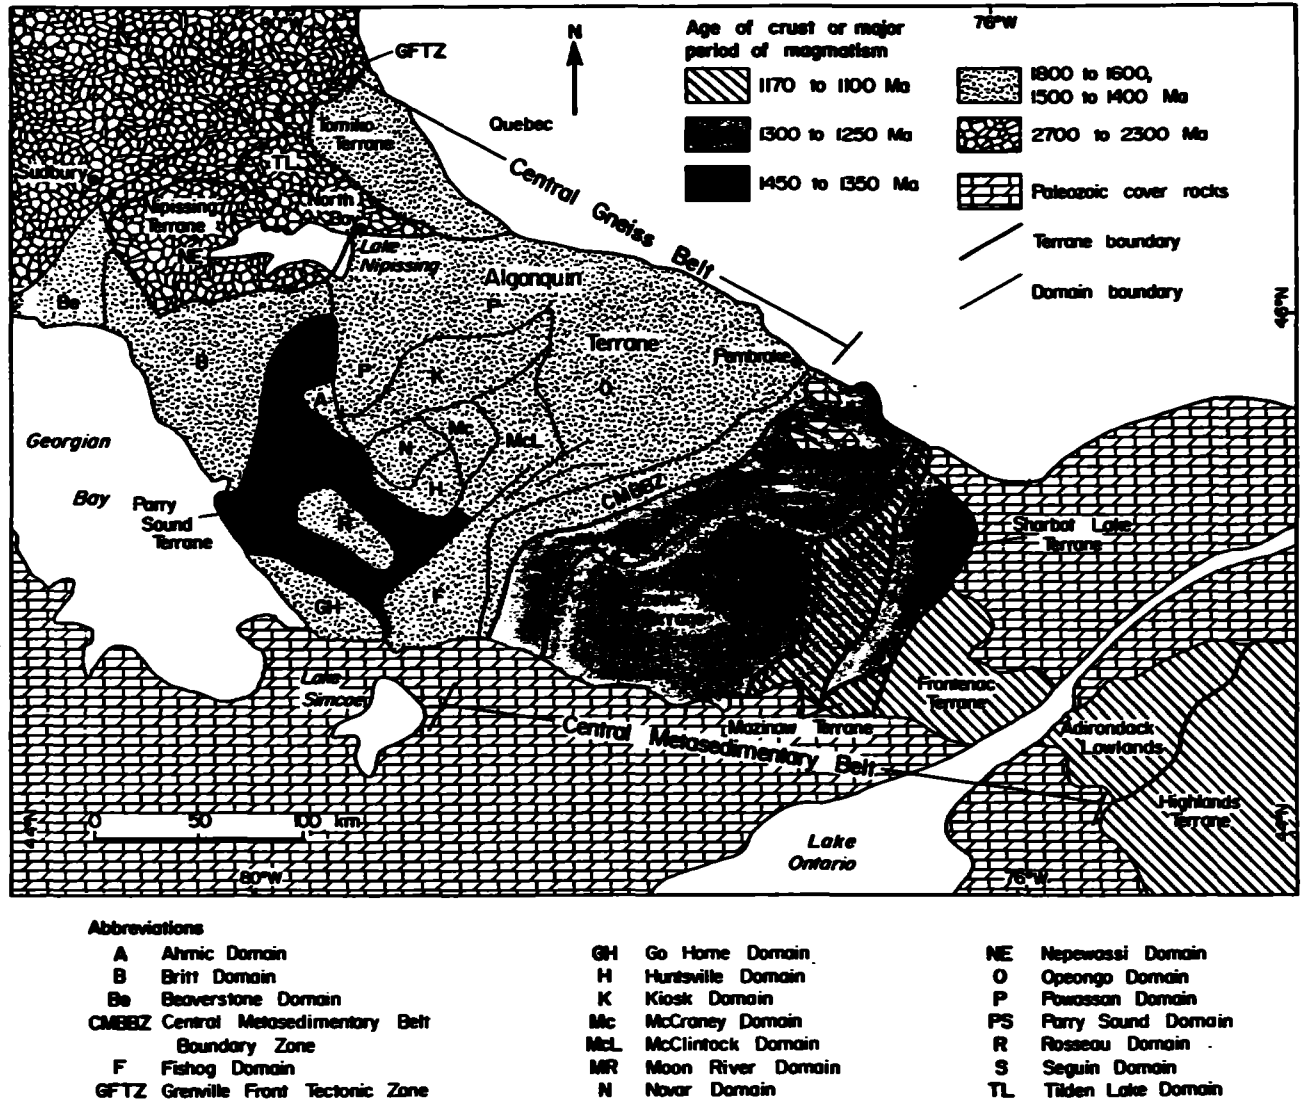 80°W
76°W
GFTZ
N
Quebec
Age of crust or major
period of magmatism
1170 to 1100 Ma
1300 to 1250 Ma
1450 to 1350 Ma
1800 to 1600,
1500 to 1400 Ma
2700 to 2300 Ma
Paleozoic cover rocks
Terrane boundary
Domain boundary
Tomiko
Terrane
TL
Sudbury
Nipissing
Terrane
North
Bay
NE
Lake
Nipissing
Central Gneiss Belt
46°N
Be
Algonquin
Terrane
P
Pembroke
B
P
K
O
A
Mc
McL
N
H
Georgian
Bay
Parry
Sound
Terrane
R
CMBBZ
Sharbot Lake
Terrane
GH
F
Terrane
Lake
Simcoe
Frontenac
Terrane
Mazinaw Terrane
Central Metasedimentary Belt
Adirondack
Lowlands
Highlands
Terrane
44°N
44°N
0 50 100 km
Lake
Ontario
80°W
76°W
Abbreviations
A Ahmic Domain
B Britt Domain
Be Beaverstone Domain
CMBBZ Central Metasedimentary Belt
Boundary Zone
F Fishog Domain
GFTZ Grenville Front Tectonic Zone
GH Go Home Domain
H Huntsville Domain
K Kiosk Domain
Mc McCraney Domain
McL McClintock Domain
MR Moon River Domain
N Novar Domain
NE Nepewassi Domain
O Opeongo Domain
P Powassan Domain
PS Parry Sound Domain
R Rosseau Domain
S Seguin Domain
TL Tilden Lake Domain